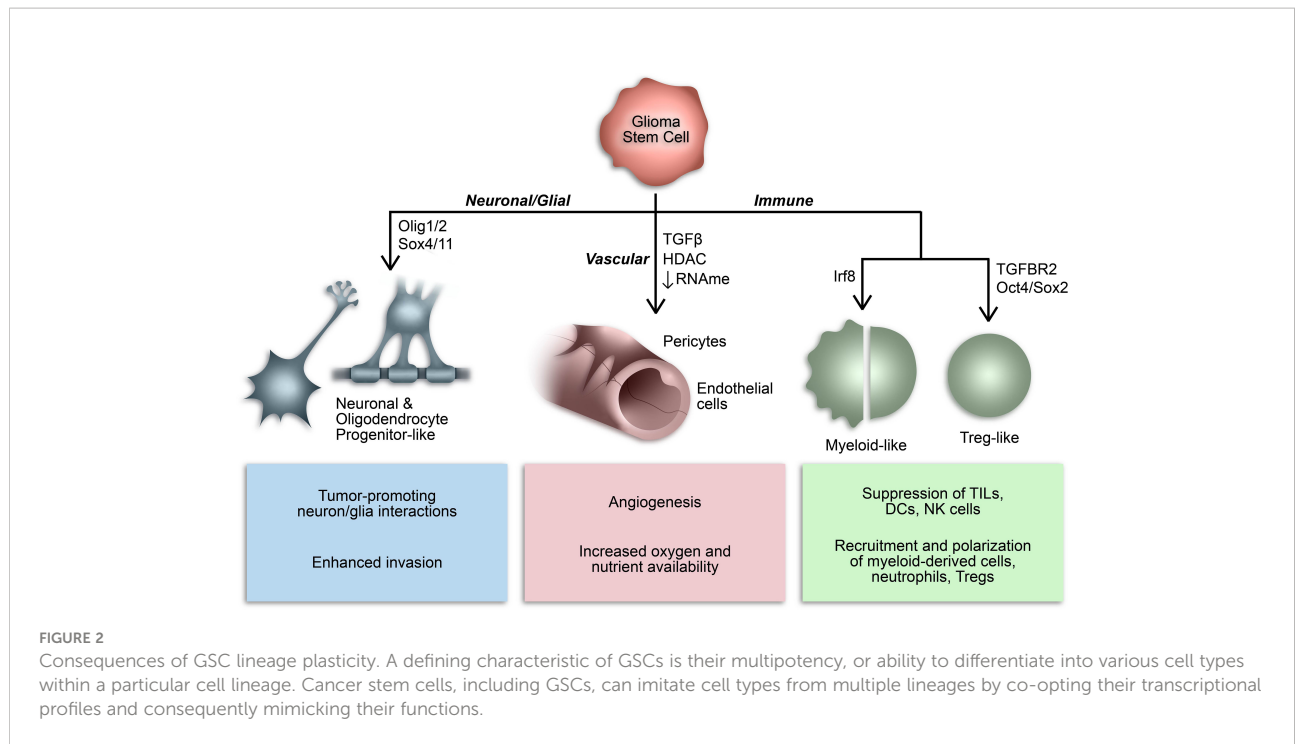 Glioma
Stem Cell
Neuronal/Glial
Immune
Olig1/2
Sox4/11
Vascular
TGFβ
HDAC
↓RNAme
Irf8
TGFBR2
Oct4/Sox2
Neuronal &
Oligodendrocyte
Progenitor-like
Pericytes
Endothelial
cells
Myeloid-like
Treg-like
Tumor-promoting
neuron/glia interactions
Enhanced invasion
Angiogenesis
Increased oxygen and
nutrient availability
Suppression of TILs,
DCs, NK cells
Recruitment and polarization
of myeloid-derived cells,
neutrophils, Tregs
FIGURE 2
Consequences of GSC lineage plasticity. A defining characteristic of GSCs is their multipotency, or ability to differentiate into various cell types
within a particular cell lineage. Cancer stem cells, including GSCs, can imitate cell types from multiple lineages by co-opting their transcriptional
profiles and consequently mimicking their functions.